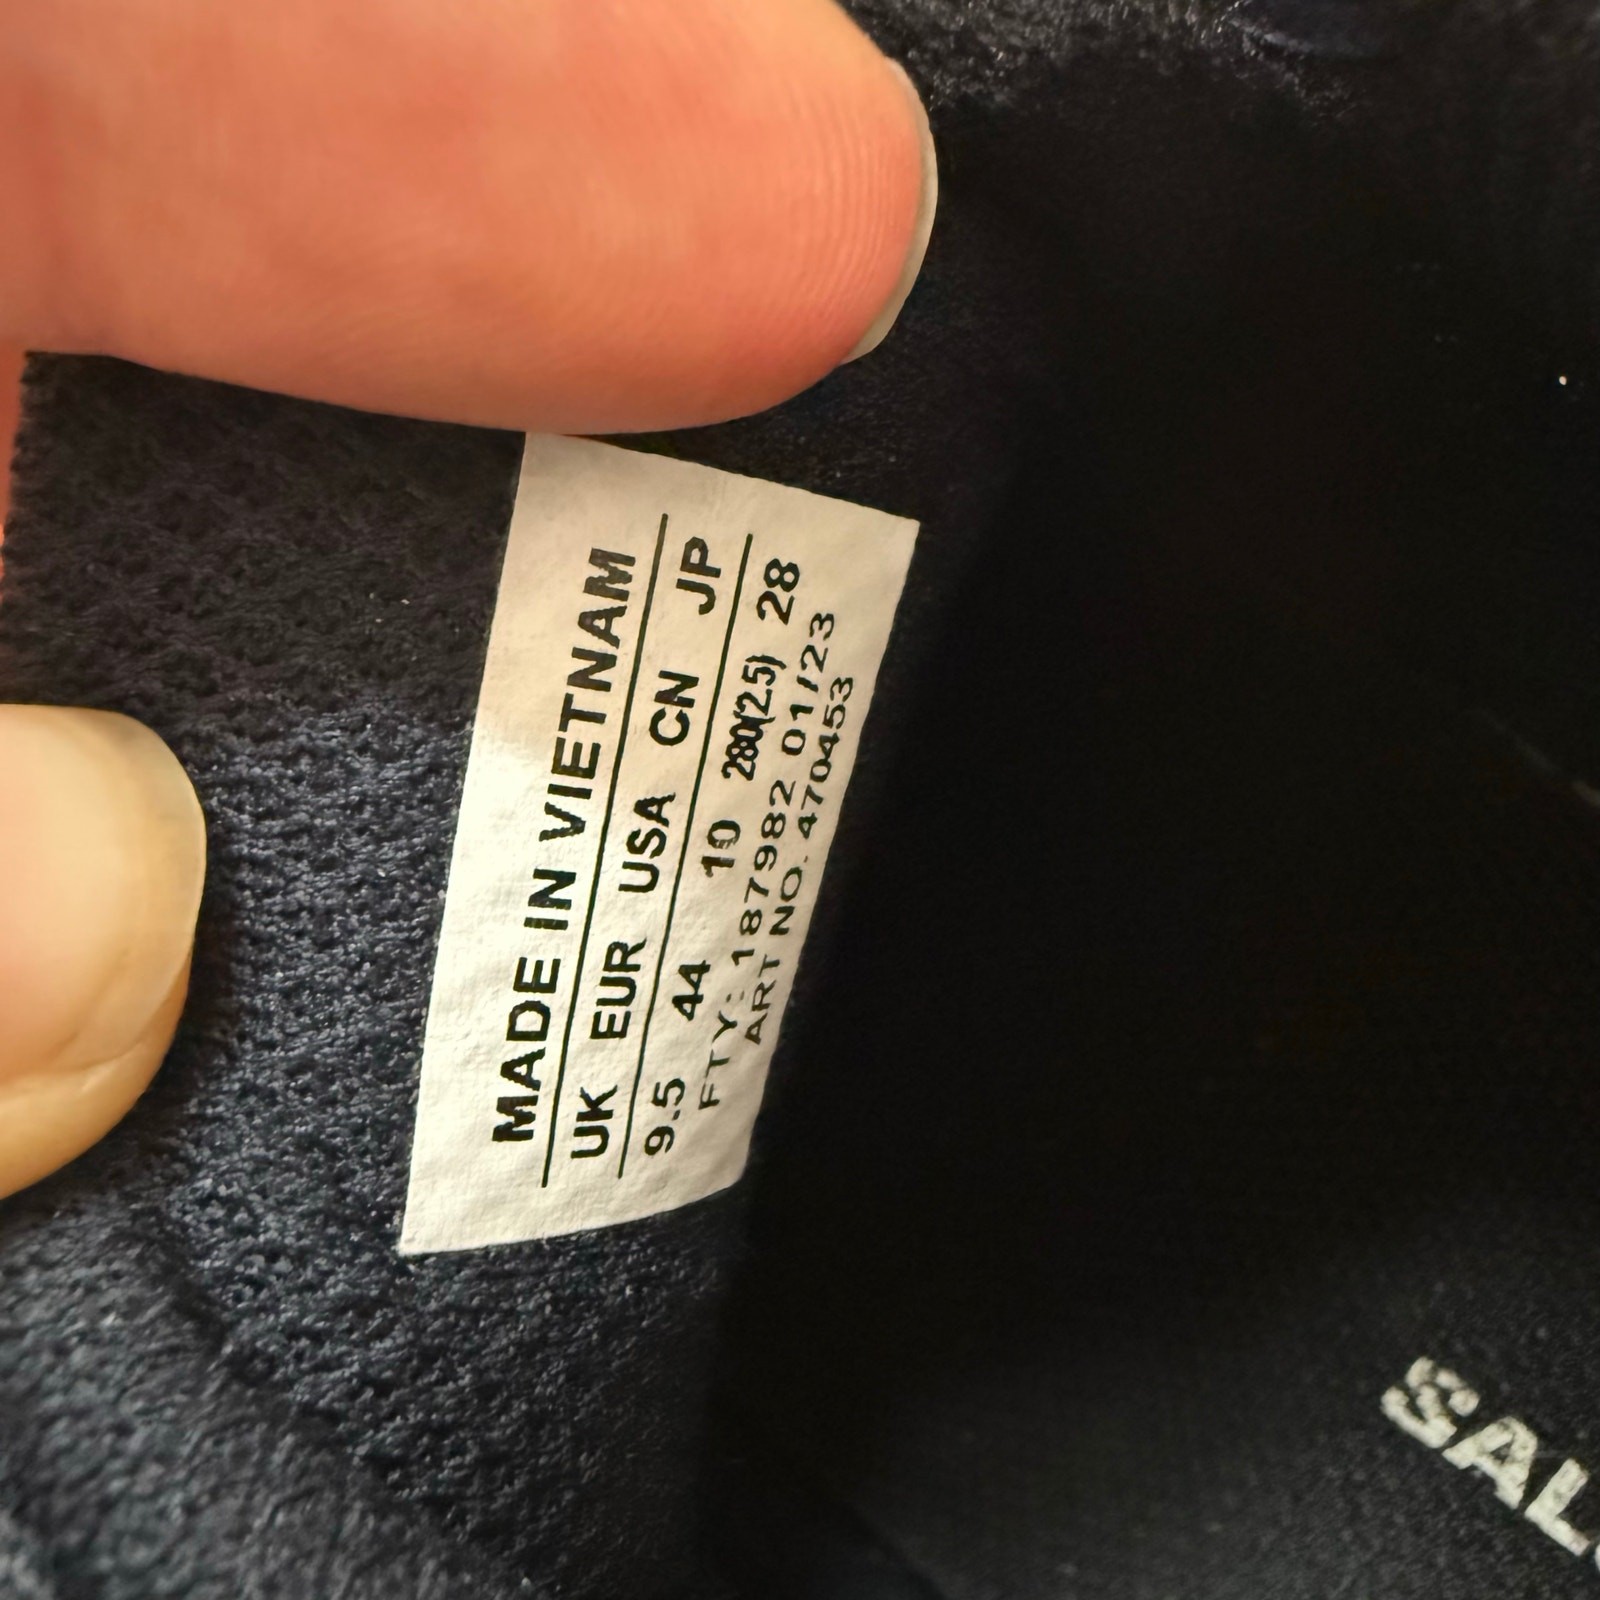 MADE IN VIETNAM
UK EUR USA CN JP
9.5 44 10 280(2.5) 28
FTY: 187982 01/23
ART NO. 470453
SAL